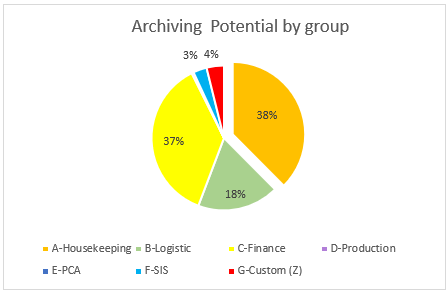 Archiving Potential by group
3% 4%
38%
37%
18%
A-Housekeeping B-Logistic C-Finance D-Production
E-PCA F-SIS G-Custom (Z)